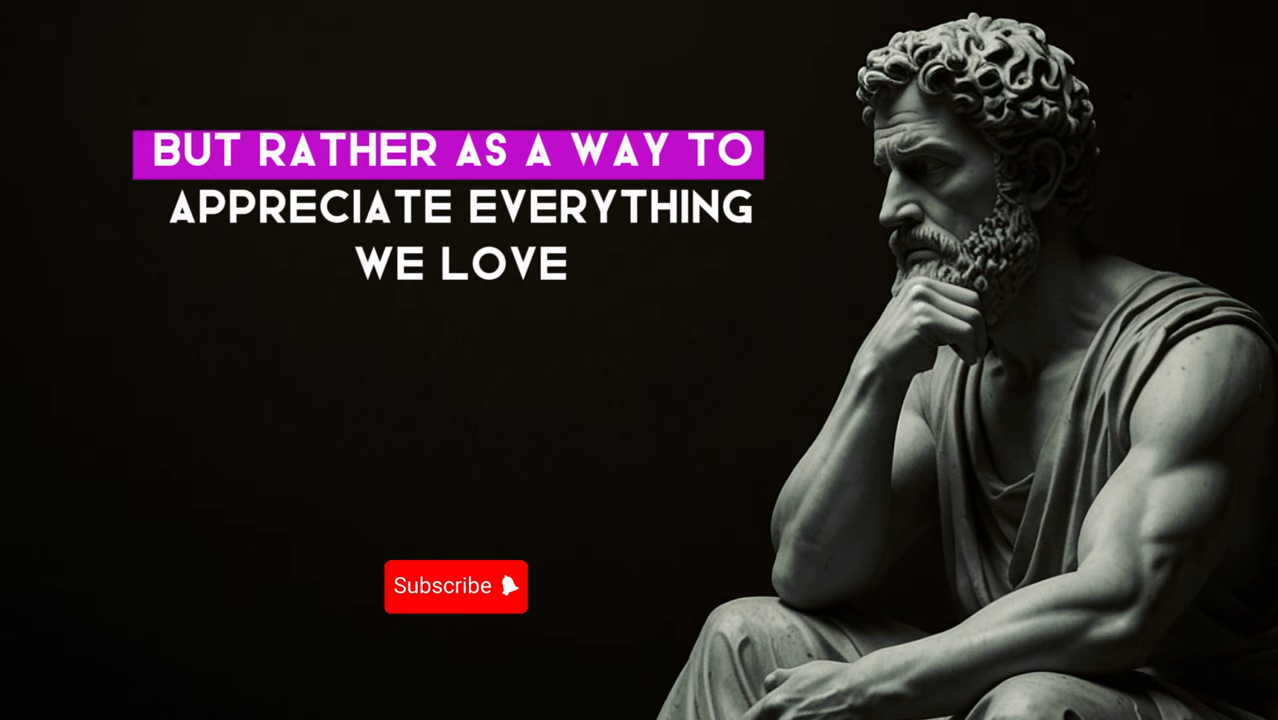 BUT RATHER AS A WAY TO
APPRECIATE EVERYTHING
WE LOVE
Subscribe